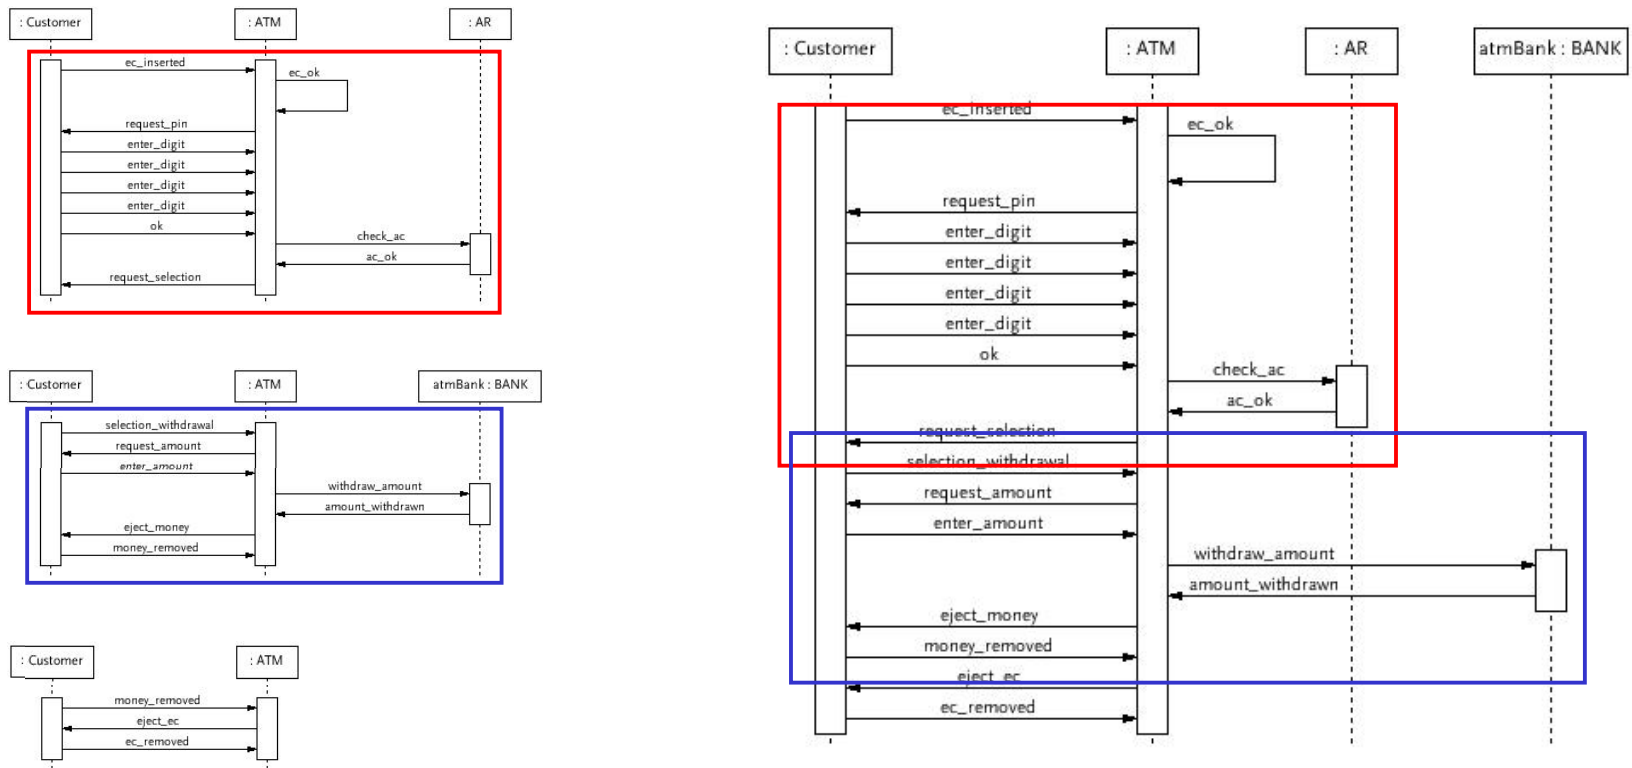 : Customer
: ATM
: AR
ec_inserted
ec_ok
request_pin
enter_digit
enter_digit
enter_digit
enter_digit
ok
check_ac
ac_ok
request_selection
: Customer
: ATM
atmBank : BANK
selection_withdrawal
request_amount
enter_amount
withdraw_amount
amount_withdrawn
eject_money
money_removed
: Customer
: ATM
money_removed
eject_ec
ec_removed
: Customer
: ATM
: AR
atmBank : BANK
ec_inserted
ec_ok
request_pin
enter_digit
enter_digit
enter_digit
enter_digit
ok
check_ac
ac_ok
request_selection
selection_withdrawal
request_amount
enter_amount
withdraw_amount
amount_withdrawn
eject_money
money_removed
eject_ec
ec_removed